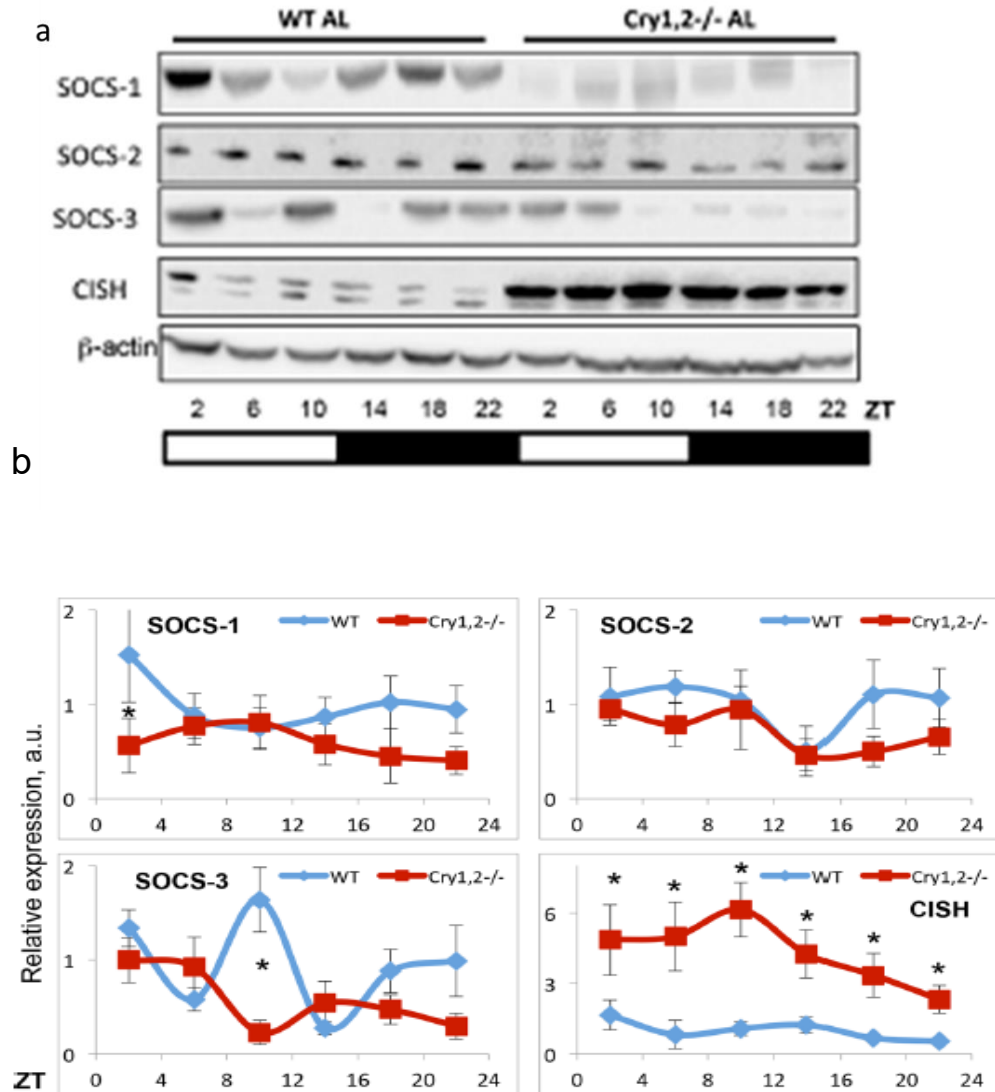 a
WT AL Cry1,2-/- AL
SOCS-1
SOCS-2
SOCS-3
CISH
β-actin
2 6 10 14 18 22 2 6 10 14 18 22 ZT
b
Relative expression, a.u.
2
1
0
SOCS-1
WT Cry1,2-/-
*
0 4 8 12 16 20 24
2
1
0
SOCS-2
WT Cry1,2-/-
0 4 8 12 16 20 24
2
1
0
SOCS-3
WT Cry1,2-/-
*
ZT 0 4 8 12 16 20 24
6
3
0
WT Cry1,2-/-
CISH
* * * * * *
0 4 8 12 16 20 24